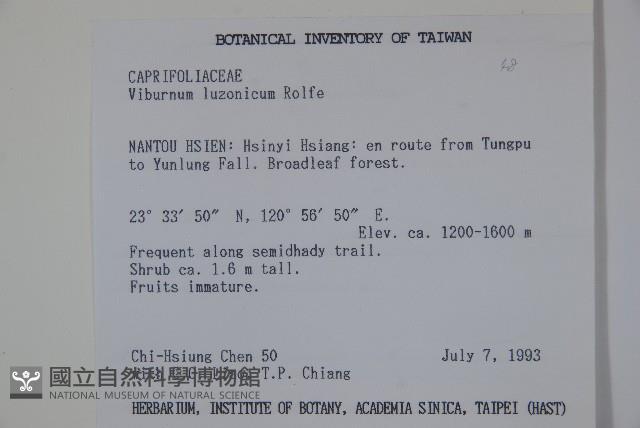 BOTANICAL INVENTORY OF TAIWAN
48
CAPRIFOLIACEAE
Viburnum luzonicum Rolfe
NANTOU HSIEN: Hsinyi Hsiang: en route from Tungpu
to Yunlung Fall. Broadleaf forest.
23° 33′ 50″ N, 120° 56′ 50″ E.
Elev. ca. 1200-1600 m
Frequent along semidhady trail.
Shrub ca. 1.6 m tall.
Fruits immature.
Chi-Hsiung Chen 50 July 7, 1993
with T.P. Chiang
國立自然科學博物館
NATIONAL MUSEUM OF NATURAL SCIENCE
HERBARIUM, INSTITUTE OF BOTANY, ACADEMIA SINICA, TAIPEI (HAST)